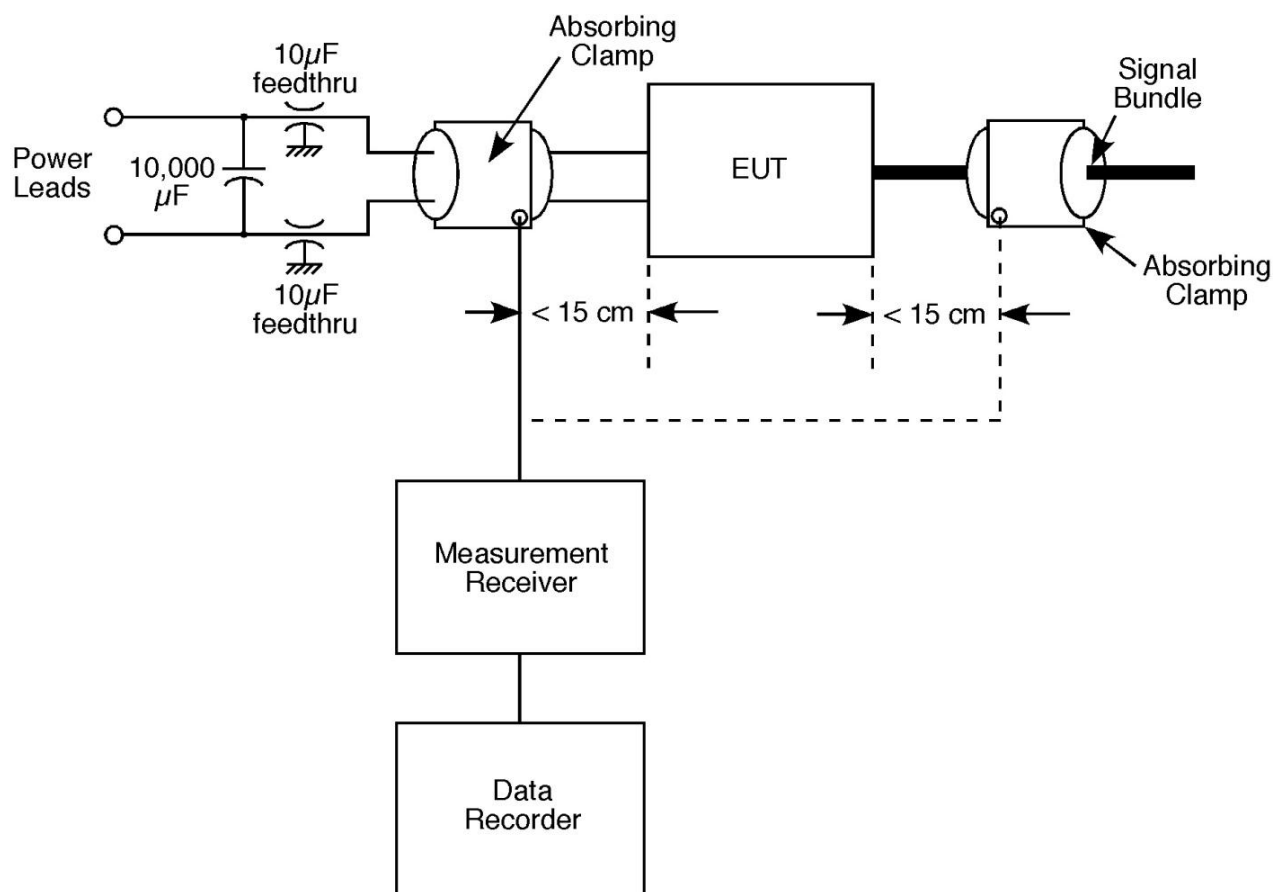 10μF
feedthru
Absorbing
Clamp
Signal
Bundle
Power
Leads
10,000
μF
EUT
10μF
feedthru
< 15 cm
< 15 cm
Absorbing
Clamp
Measurement
Receiver
Data
Recorder